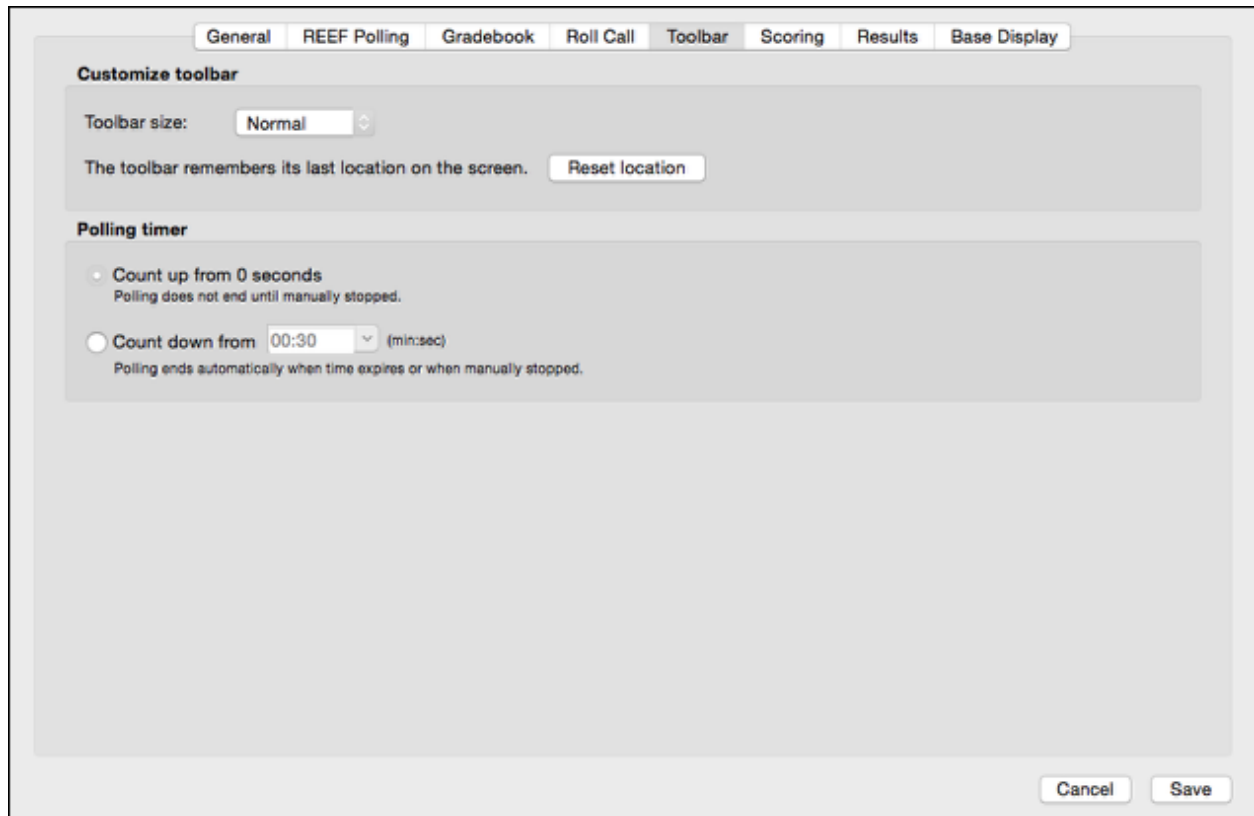 General REEF Polling Gradebook Roll Call Toolbar Scoring Results Base Display
Customize toolbar
Toolbar size: Normal
The toolbar remembers its last location on the screen. Reset location
Polling timer
Count up from 0 seconds
Polling does not end until manually stopped.
Count down from 00:30 (min:sec)
Polling ends automatically when time expires or when manually stopped.
Cancel Save